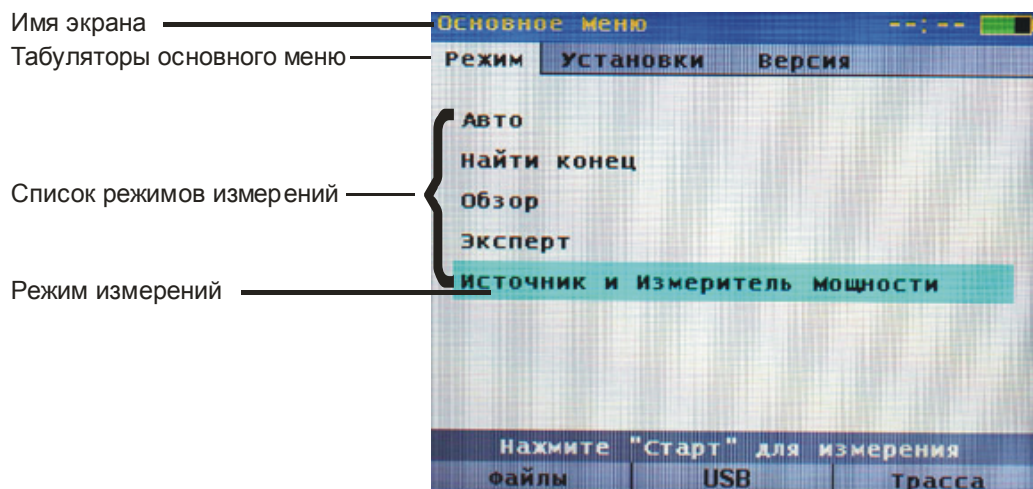 Имя экрана
Основное меню --:--
Табуляторы основного меню
Режим Установки Версия
Авто
Найти конец
Список режимов измерений
Обзор
Эксперт
Режим измерений
Источник и Измеритель мощности
Нажмите "Старт" для измерения
Файлы USB Трасса